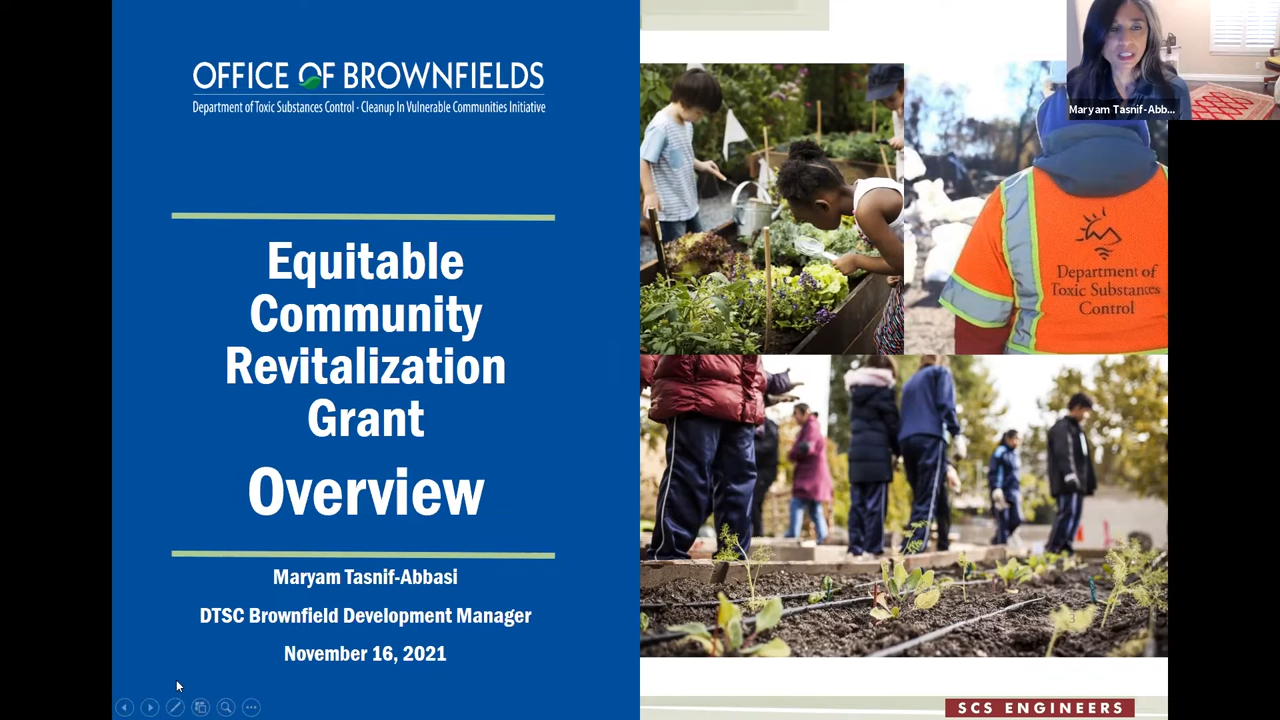 OFFICE OF BROWNFIELDS
Department of Toxic Substances Control - Cleanup In Vulnerable Communities Initiative
Equitable
Community
Revitalization
Grant
Overview
Maryam Tasnif-Abbasi
DTSC Brownfield Development Manager
November 16, 2021
Maryam Tasnif-Abb...
Department of
Toxic Substances
Control
3
SCS ENGINEERS